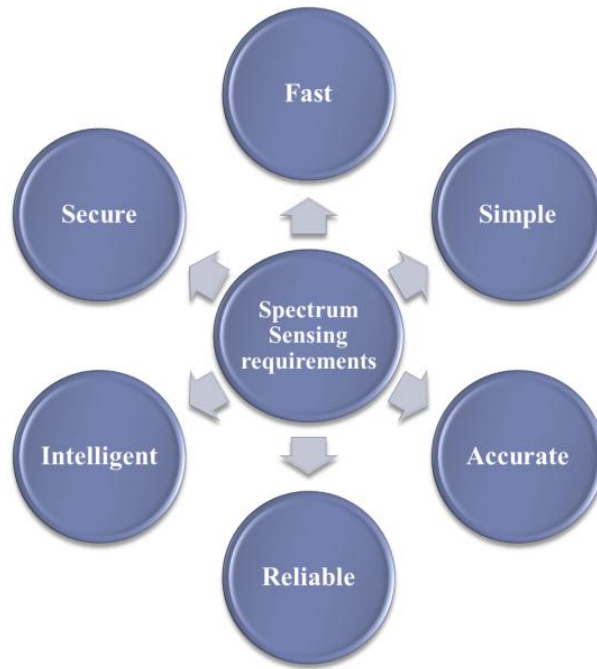 Fast
Secure
Simple
Spectrum
Sensing
requirements
Intelligent
Accurate
Reliable